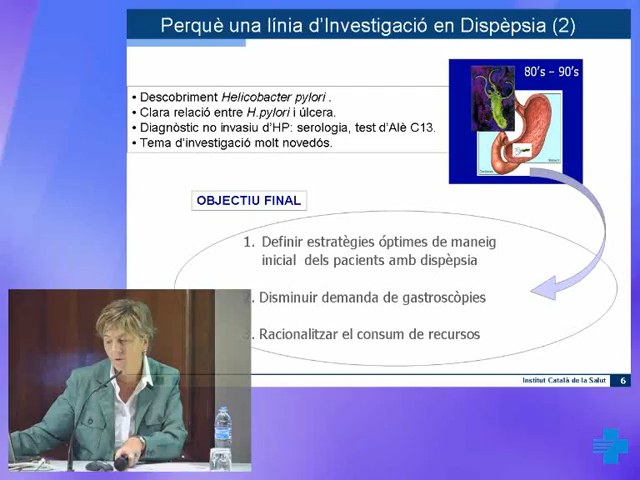 Perquè una línia d'Investigació en Dispèpsia (2)
80's – 90's
• Descobriment Helicobacter pylori .
• Clara relació entre H.pylori i úlcera.
• Diagnòstic no invasiu d'HP: serologia, test d'Alè C13.
• Tema d'investigació molt novedós.
OBJECTIU FINAL
1. Definir estratègies óptimes de maneig
inicial dels pacients amb dispèpsia
. Disminuir demanda de gastroscòpies
. Racionalitzar el consum de recursos
Institut Català de la Salut 6